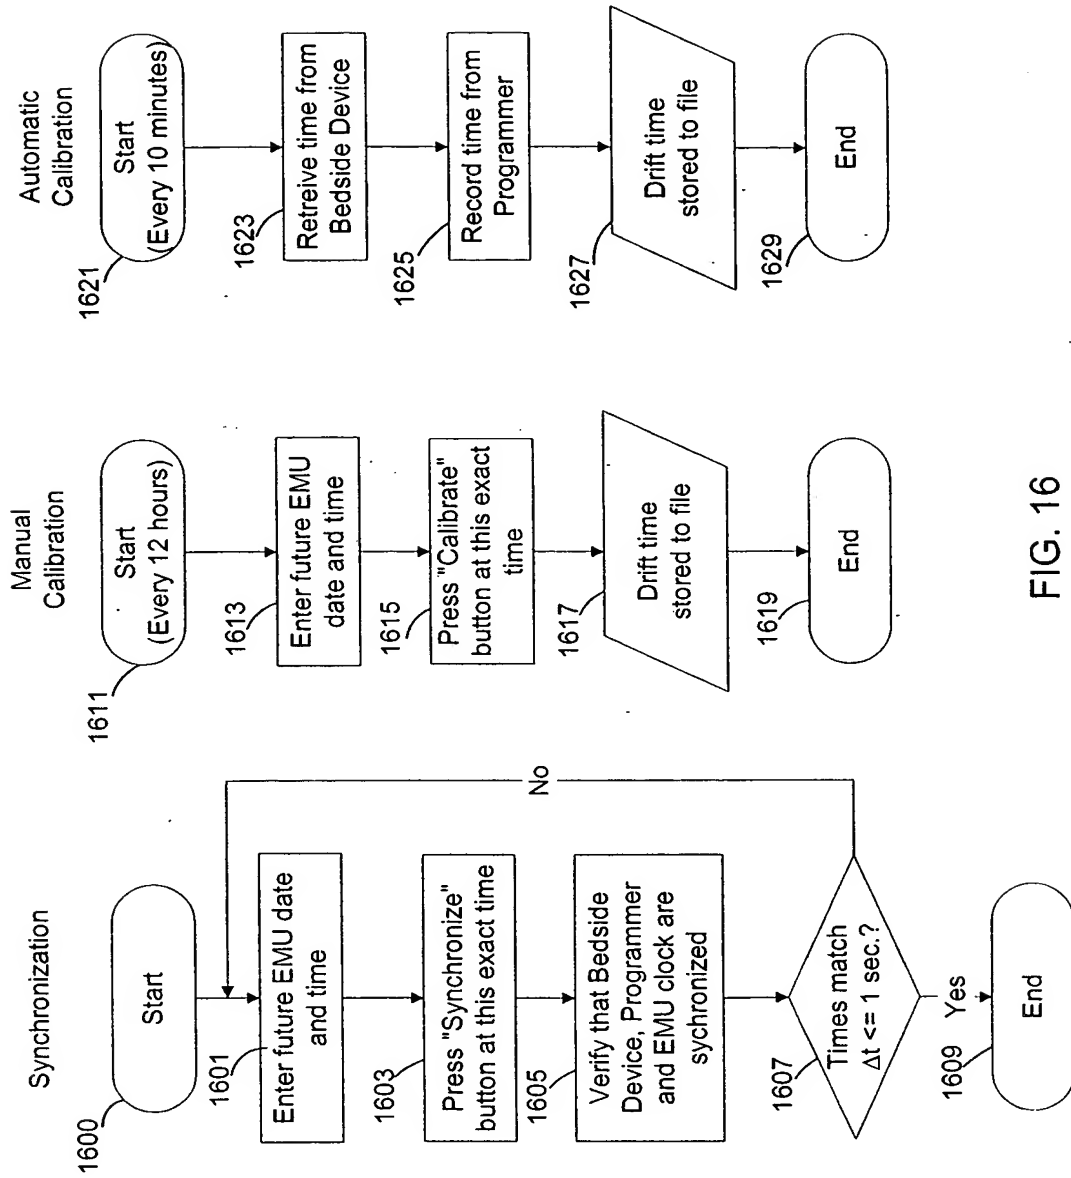 Synchronization
1600
Start
1601
Enter future EMU date
and time
1603
Press "Synchronize"
button at this exact time
1605
Verify that Bedside
Device, Programmer
and EMU clock are
sychronized
1607
Times match
Δt <= 1 sec.?
No
Yes
1609
End
Manual
Calibration
1611
Start
(Every 12 hours)
1613
Enter future EMU
date and time
1615
Press "Calibrate"
button at this exact
time
1617
Drift time
stored to file
1619
End
Automatic
Calibration
1621
Start
(Every 10 minutes)
1623
Retreive time from
Bedside Device
1625
Record time from
Programmer
1627
Drift time
stored to file
1629
End
FIG. 16